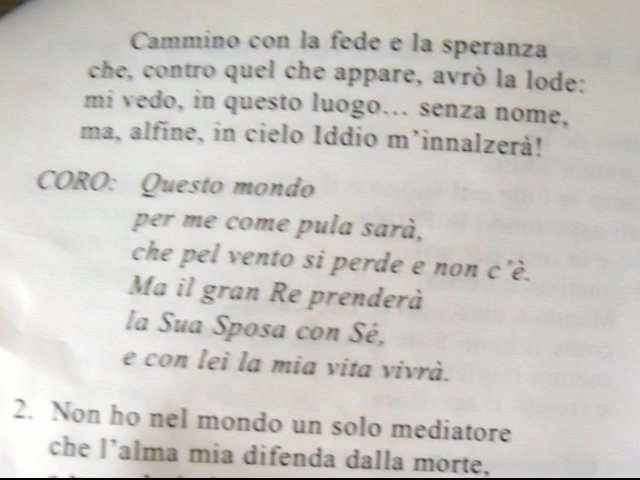 Cammino con la fede e la speranza
che, contro quel che appare, avrò la lode:
mi vedo, in questo luogo... senza nome,
ma, alfine, in cielo Iddio m'innalzerà!
CORO: Questo mondo
per me come pula sarà,
che pel vento si perde e non c'è.
Ma il gran Re prenderà
la Sua Sposa con Sé,
e con lei la mia vita vivrà.
2. Non ho nel mondo un solo mediatore
che l'alma mia difenda dalla morte,